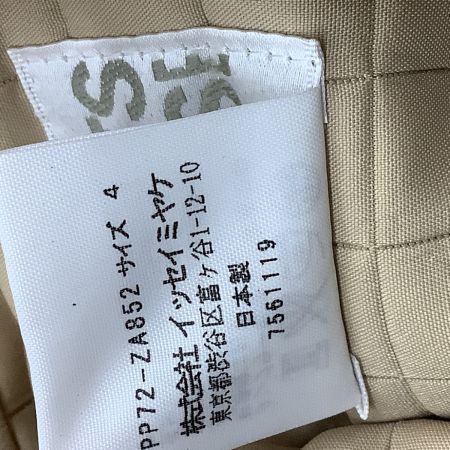 PP72-ZA852 サイズ 4
株式会社 イッセイミヤケ
東京都渋谷区富ヶ谷1-12-10
日本製
7561119